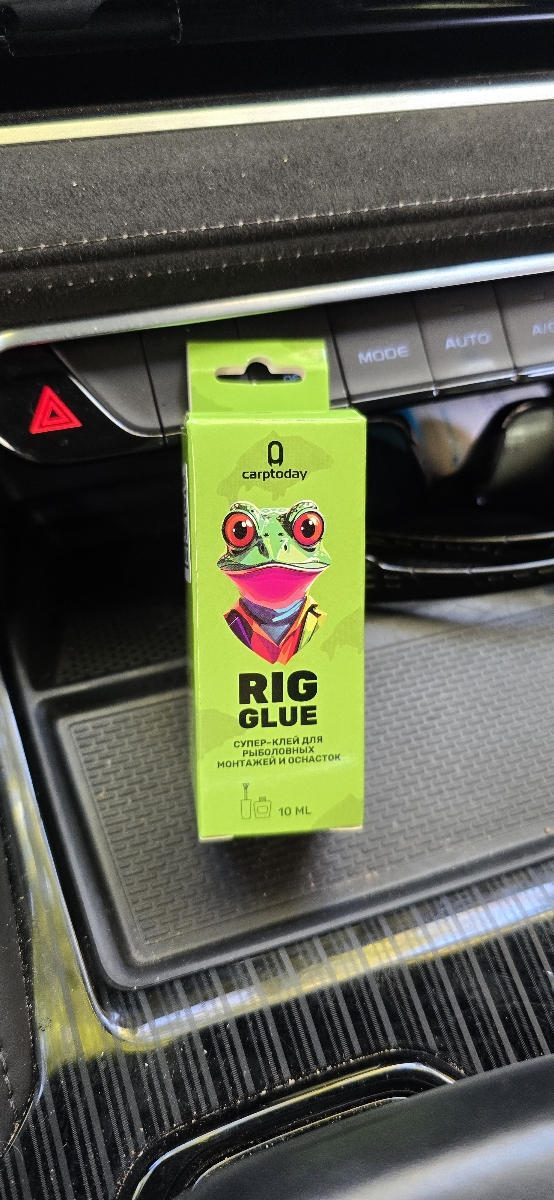 MODE
AUTO
A/C
carptoday
RIG
GLUE
СУПЕР-КЛЕЙ ДЛЯ
РЫБОЛОВНЫХ
МОНТАЖЕЙ И ОСНАСТОК
10 ML